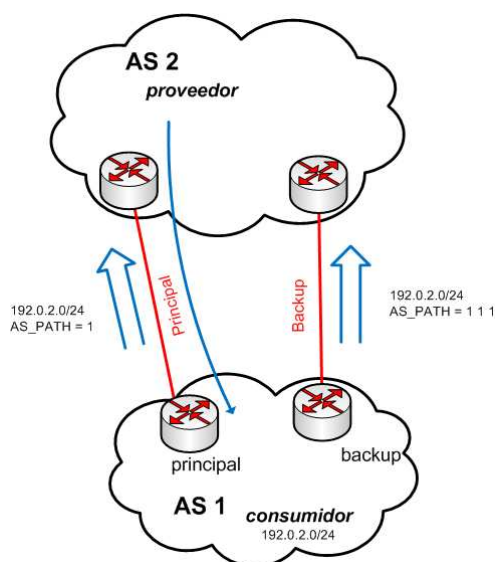 AS 2
proveedor
Principal
Backup
192.0.2.0/24
AS_PATH = 1
192.0.2.0/24
AS_PATH = 1 1 1
principal
backup
AS 1
consumidor
192.0.2.0/24